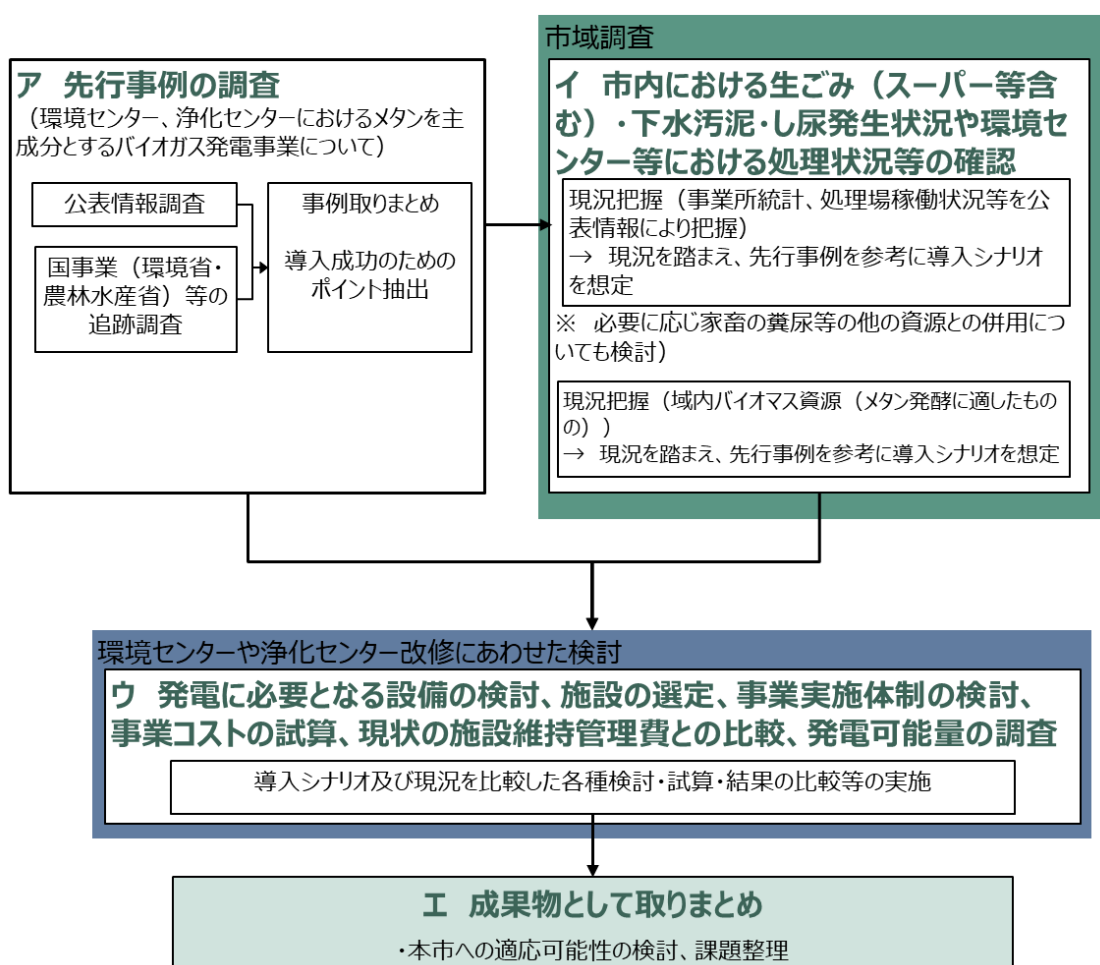 ア　先行事例の調査
（環境センター、浄化センターにおけるメタンを主
成分とするバイオガス発電事業について）
公表情報調査
国事業（環境省・
農林水産省）等の
追跡調査
事例取りまとめ
導入成功のための
ポイント抽出
市域調査
イ　市内における生ごみ（スーパー等含
む）・下水汚泥・し尿発生状況や環境セ
ンター等における処理状況等の確認
現況把握（事業所統計、処理場稼働状況等を公
表情報により把握）
→　現況を踏まえ、先行事例を参考に導入シナリオ
を想定
※　必要に応じ家畜の糞尿等の他の資源との併用につ
いても検討）
現況把握（域内バイオマス資源（メタン発酵に適したもの
の））
→　現況を踏まえ、先行事例を参考に導入シナリオを想定
環境センターや浄化センター改修にあわせた検討
ウ　発電に必要となる設備の検討、施設の選定、事業実施体制の検討、
事業コストの試算、現状の施設維持管理費との比較、発電可能量の調査
導入シナリオ及び現況を比較した各種検討・試算・結果の比較等の実施
エ　成果物として取りまとめ
・本市への適応可能性の検討、課題整理